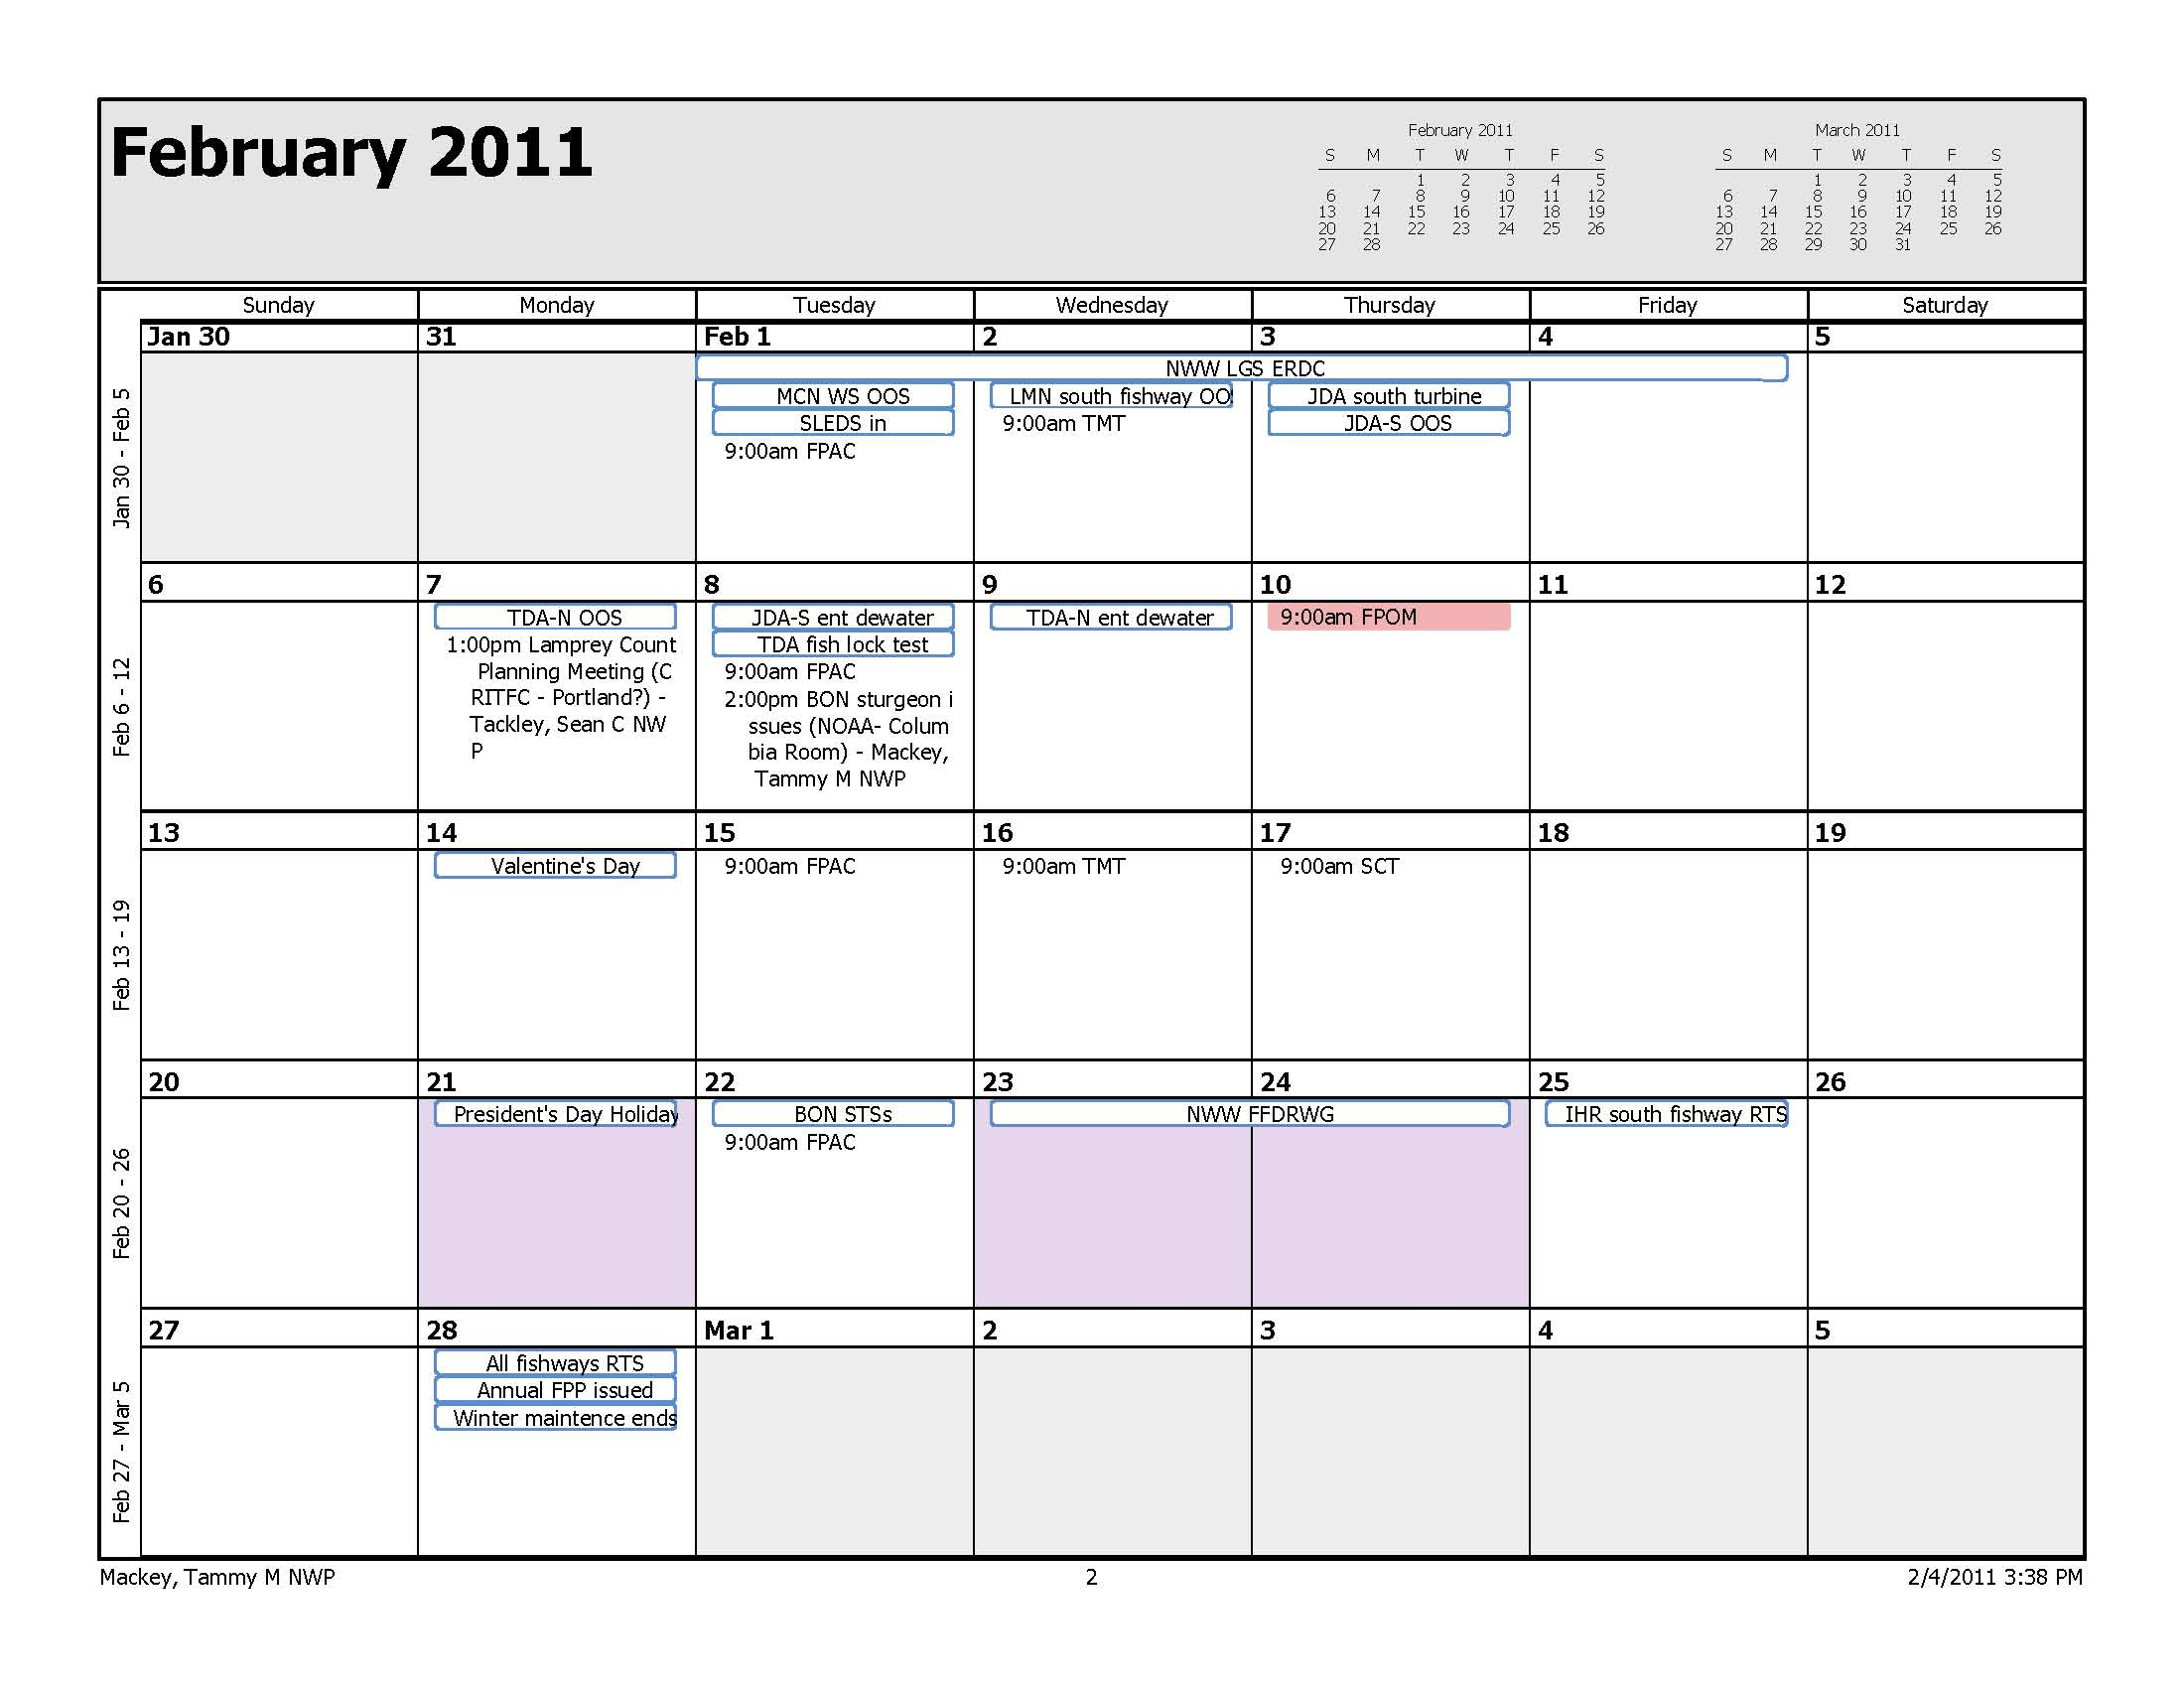 February 2011
February 2011
S M T W T F S
1 2 3 4 5
6 7 8 9 10 11 12
13 14 15 16 17 18 19
20 21 22 23 24 25 26
27 28
March 2011
S M T W T F S
1 2 3 4 5
6 7 8 9 10 11 12
13 14 15 16 17 18 19
20 21 22 23 24 25 26
27 28 29 30 31
Sunday Monday Tuesday Wednesday Thursday Friday Saturday
Jan 30 - Feb 5
Jan 30 31 Feb 1 2 3 4 5
NWW LGS ERDC
MCN WS OOS
SLEDS in
9:00am FPAC
LMN south fishway OO
9:00am TMT
JDA south turbine
JDA-S OOS
Feb 6 - 12
6 7 8 9 10 11 12
TDA-N OOS
1:00pm Lamprey Count
Planning Meeting (C
RITFC - Portland?) -
Tackley, Sean C NW
P
JDA-S ent dewater
TDA fish lock test
9:00am FPAC
2:00pm BON sturgeon i
ssues (NOAA- Colum
bia Room) - Mackey,
Tammy M NWP
TDA-N ent dewater
9:00am FPOM
Feb 13 - 19
13 14 15 16 17 18 19
Valentine's Day
9:00am FPAC
9:00am TMT
9:00am SCT
Feb 20 - 26
20 21 22 23 24 25 26
President's Day Holiday
BON STSs
9:00am FPAC
NWW FFDRWG
IHR south fishway RTS
Feb 27 - Mar 5
27 28 Mar 1 2 3 4 5
All fishways RTS
Annual FPP issued
Winter maintence ends
Mackey, Tammy M NWP
2
2/4/2011 3:38 PM